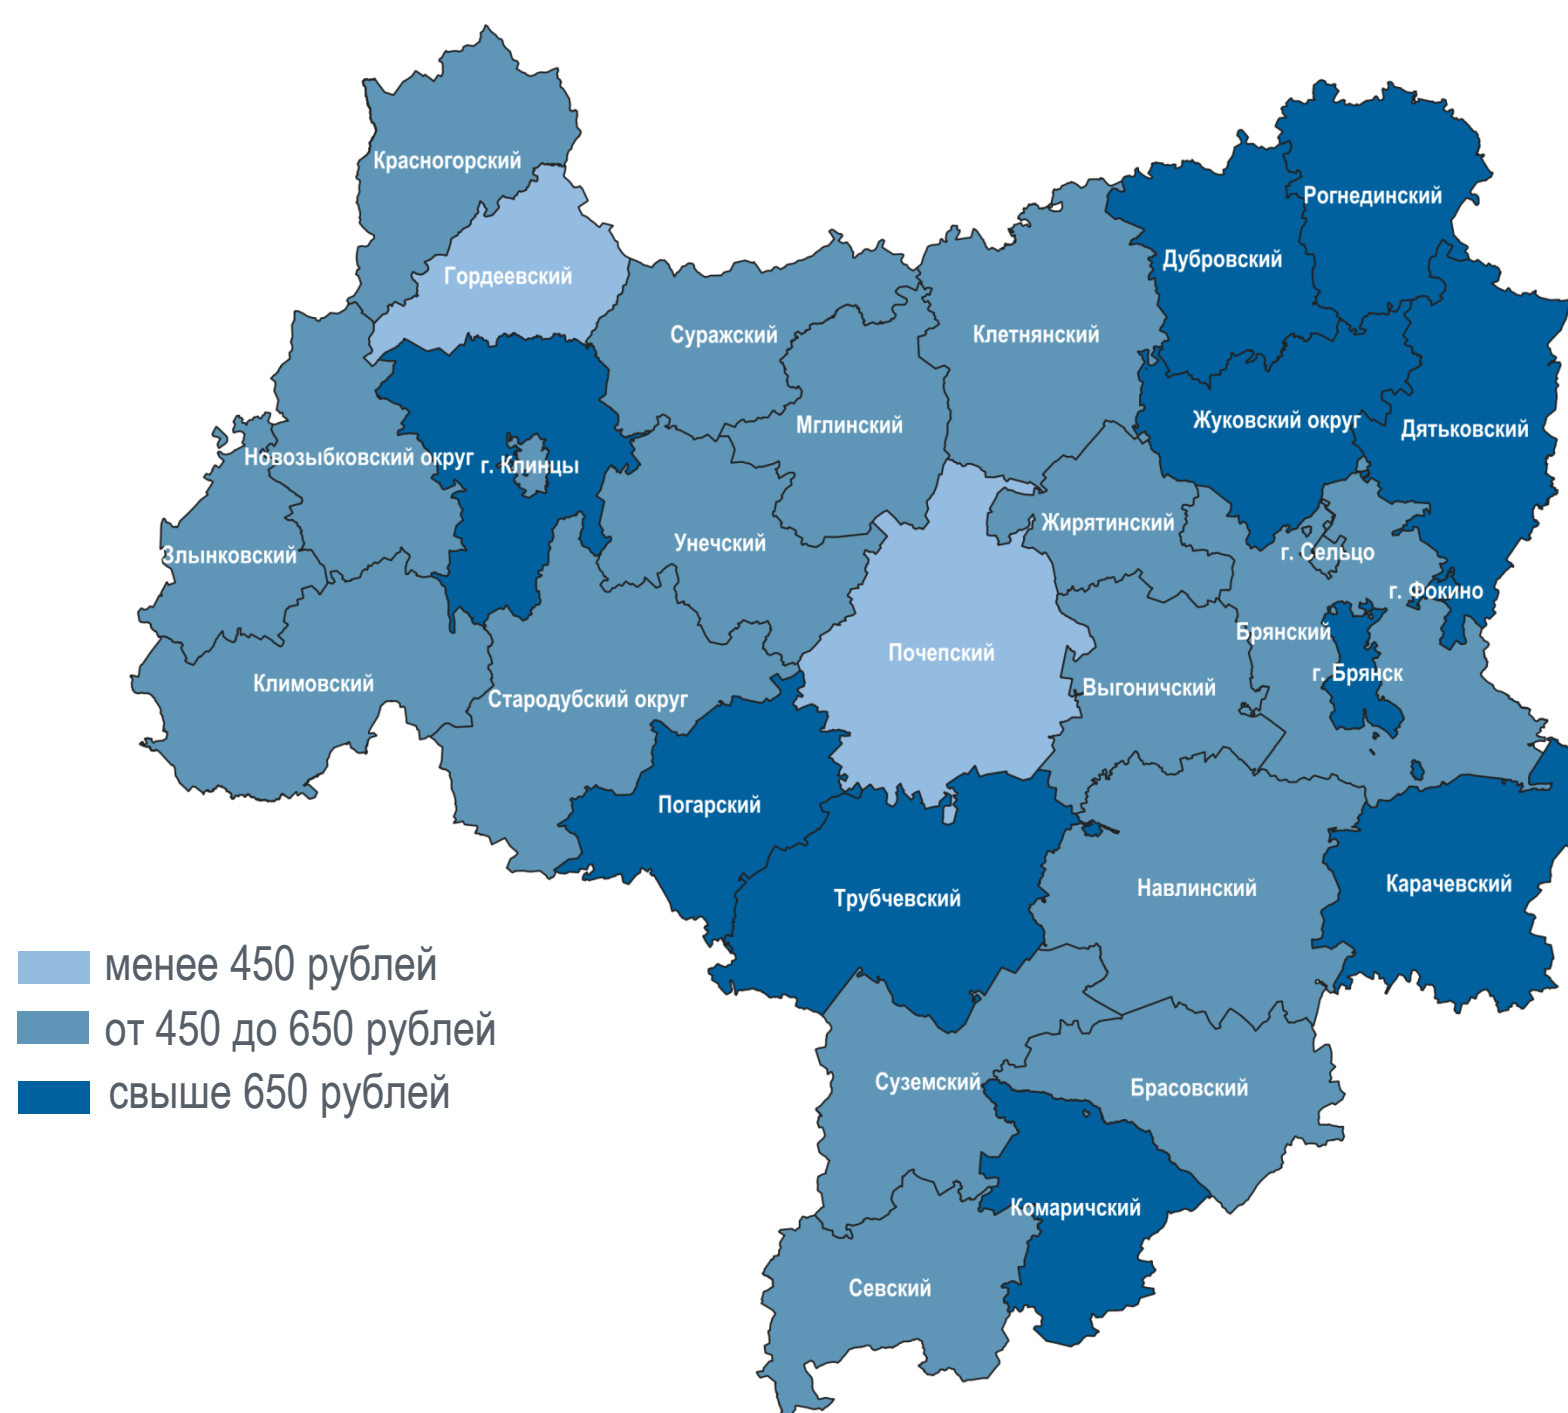 Красногорский
Рогнединский
Дубровский
Гордеевский
Суражский
Клетнянский
Мглинский
Жуковский округ
Дятьковский
Новозыбковский округ
г. Клинцы
Жирятинский
Унечский
г. Сельцо
Злынковский
г. Фокино
Брянский
Почепский
г. Брянск
Климовский
Выгоничский
Стародубский округ
Погарский
Карачевский
Навлинский
Трубчевский
менее 450 рублей
от 450 до 650 рублей
свыше 650 рублей
Суземский
Брасовский
Комаричский
Севский